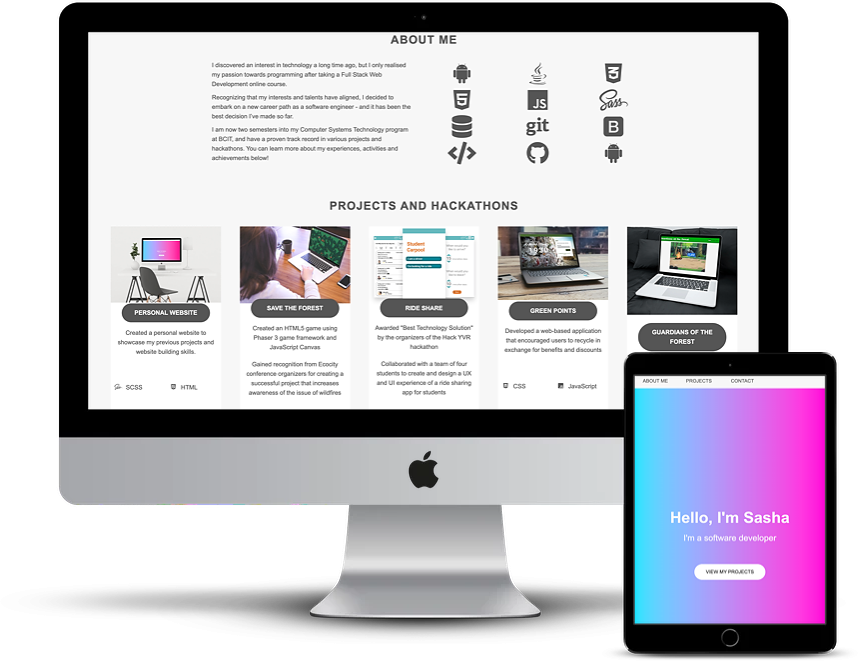 ABOUT ME
I discovered an interest in technology a long time ago, but I only realised
my passion towards programming after taking a Full Stack Web
Development online course.
Recognizing that my interests and talents have aligned, I decided to
embark on a new career path as a software engineer - and it has been the
best decision I've made so far.
I am now two semesters into my Computer Systems Technology program
at BCIT, and have a proven track record in various projects and
hackathons. You can learn more about my experiences, activities and
achievements below!
3
5
JS
Sass
git
B
PROJECTS AND HACKATHONS
PERSONAL WEBSITE
Created a personal website to
showcase my previous projects and
website building skills.
SCSS
HTML
SAVE THE FOREST
Created an HTML5 game using
Phaser 3 game framework and
JavaScript Canvas
Gained recognition from Ecocity
conference organizers for creating a
successful project that increases
awareness of the issue of wildfires
Student
Carpool
RIDE SHARE
Awarded "Best Technology Solution"
by the organizers of the Hack YVR
hackathon
Collaborated with a team of four
students to create and design a UX
and UI experience of a ride sharing
app for students
1930
GREEN POINTS
Developed a web-based application
that encouraged users to recycle in
exchange for benefits and discounts
CSS
JavaScript
GUARDIANS OF THE
FOREST
ABOUT ME
PROJECTS
CONTACT
Hello, I'm Sasha
I'm a software developer
VIEW MY PROJECTS